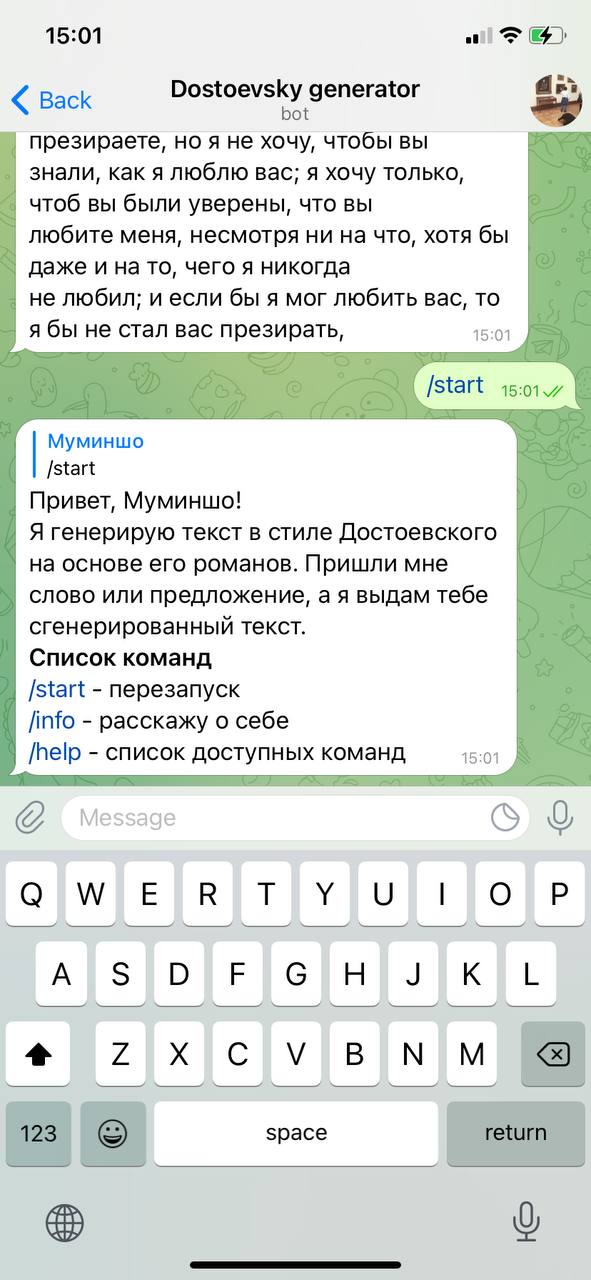 15:01
Back
Dostoevsky generator
bot
презираете, но я не хочу, чтобы вы
знали, как я люблю вас; я хочу только,
чтоб вы были уверены, что вы
любите меня, несмотря ни на что, хотя бы
даже и на то, чего я никогда
не любил; и если бы я мог любить вас, то
я бы не стал вас презирать,
15:01
/start 15:01
Муминшо
/start
Привет, Муминшо!
Я генерирую текст в стиле Достоевского
на основе его романов. Пришли мне
слово или предложение, а я выдам тебе
сгенерированный текст.
Список команд
/start - перезапуск
/info - расскажу о себе
/help - список доступных команд
15:01
Message
Q W E R T Y U I O P
A S D F G H J K L
Z X C V B N M
123 space return